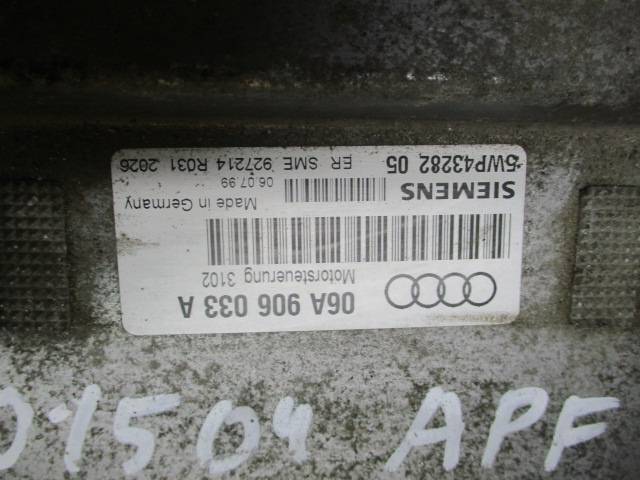 5WP43282 05
ER SME 927214 R031 2026
SIEMENS
06.07.99
Made in Germany
Motorsteuerung 3102
06A 906 033 A
1504 APF